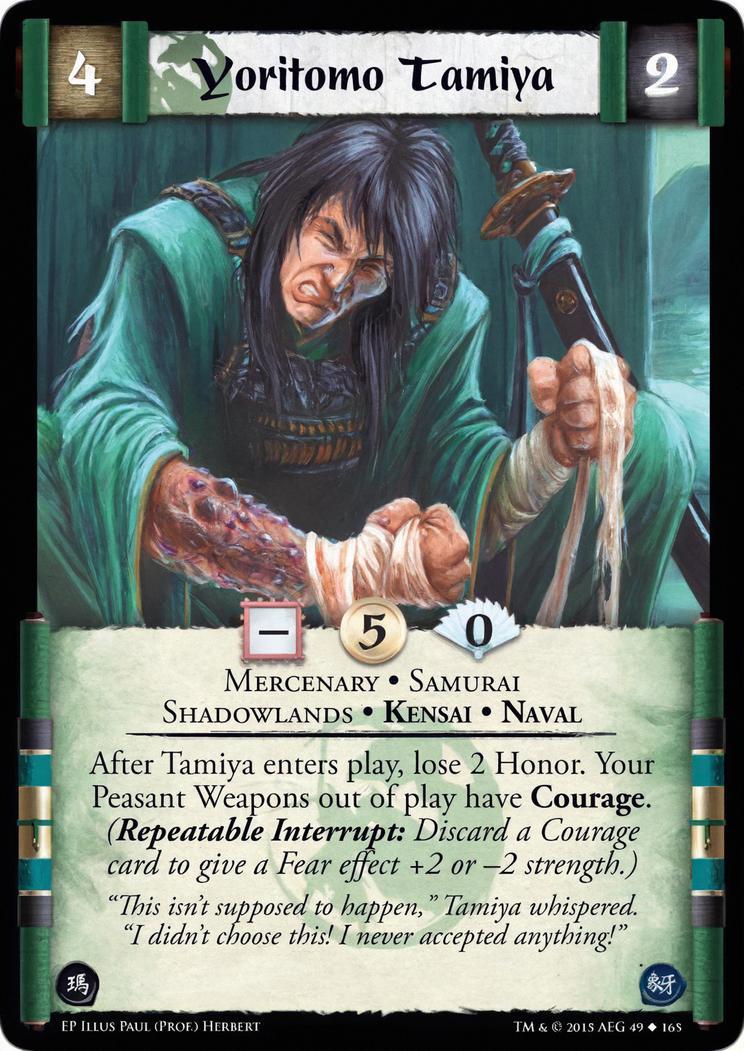 4 Yoritomo Tamiya 2
– 5 0
Mercenary • Samurai
Shadowlands • Kensai • Naval
After Tamiya enters play, lose 2 Honor. Your
Peasant Weapons out of play have Courage.
(Repeatable Interrupt: Discard a Courage
card to give a Fear effect +2 or –2 strength.)
“This isn’t supposed to happen,” Tamiya whispered.
“I didn’t choose this! I never accepted anything!”
瑪 象牙
EP Illus Paul (Prof.) Herbert TM & © 2015 AEG 49 ◆ 165